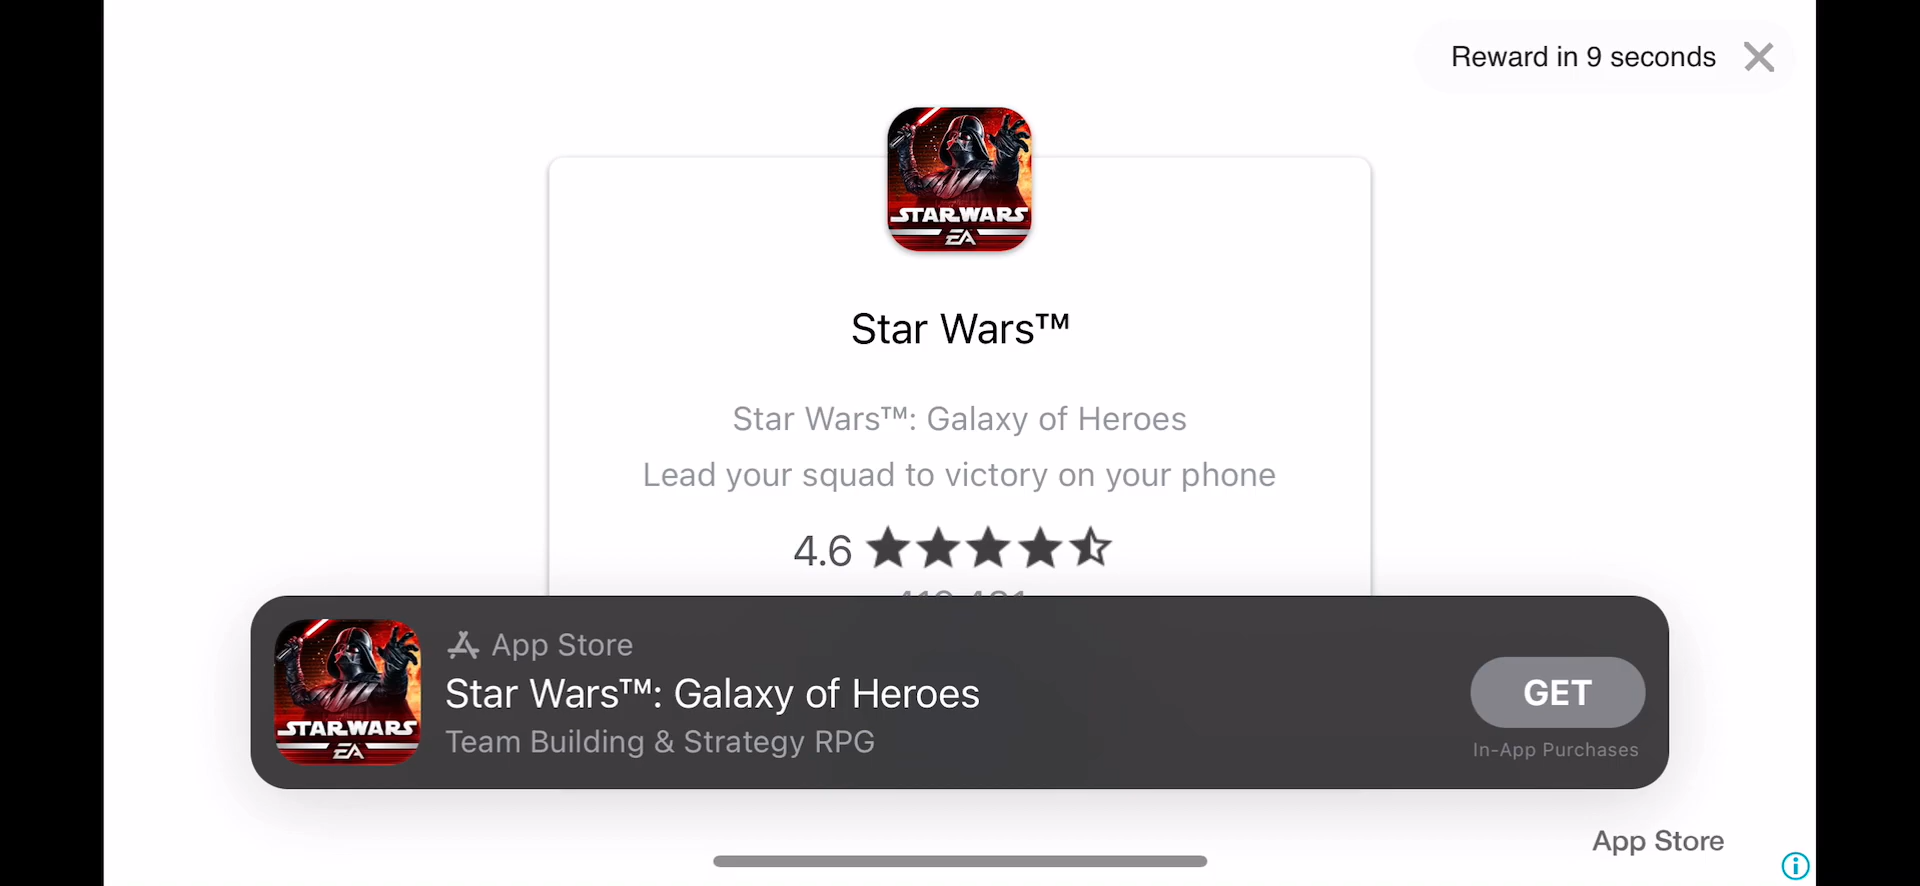 Reward in 9 seconds
STAR WARS
EA
Star Wars™
Star Wars™: Galaxy of Heroes
Lead your squad to victory on your phone
4.6
App Store
Star Wars™: Galaxy of Heroes
Team Building & Strategy RPG
STAR WARS
EA
GET
In-App Purchases
App Store